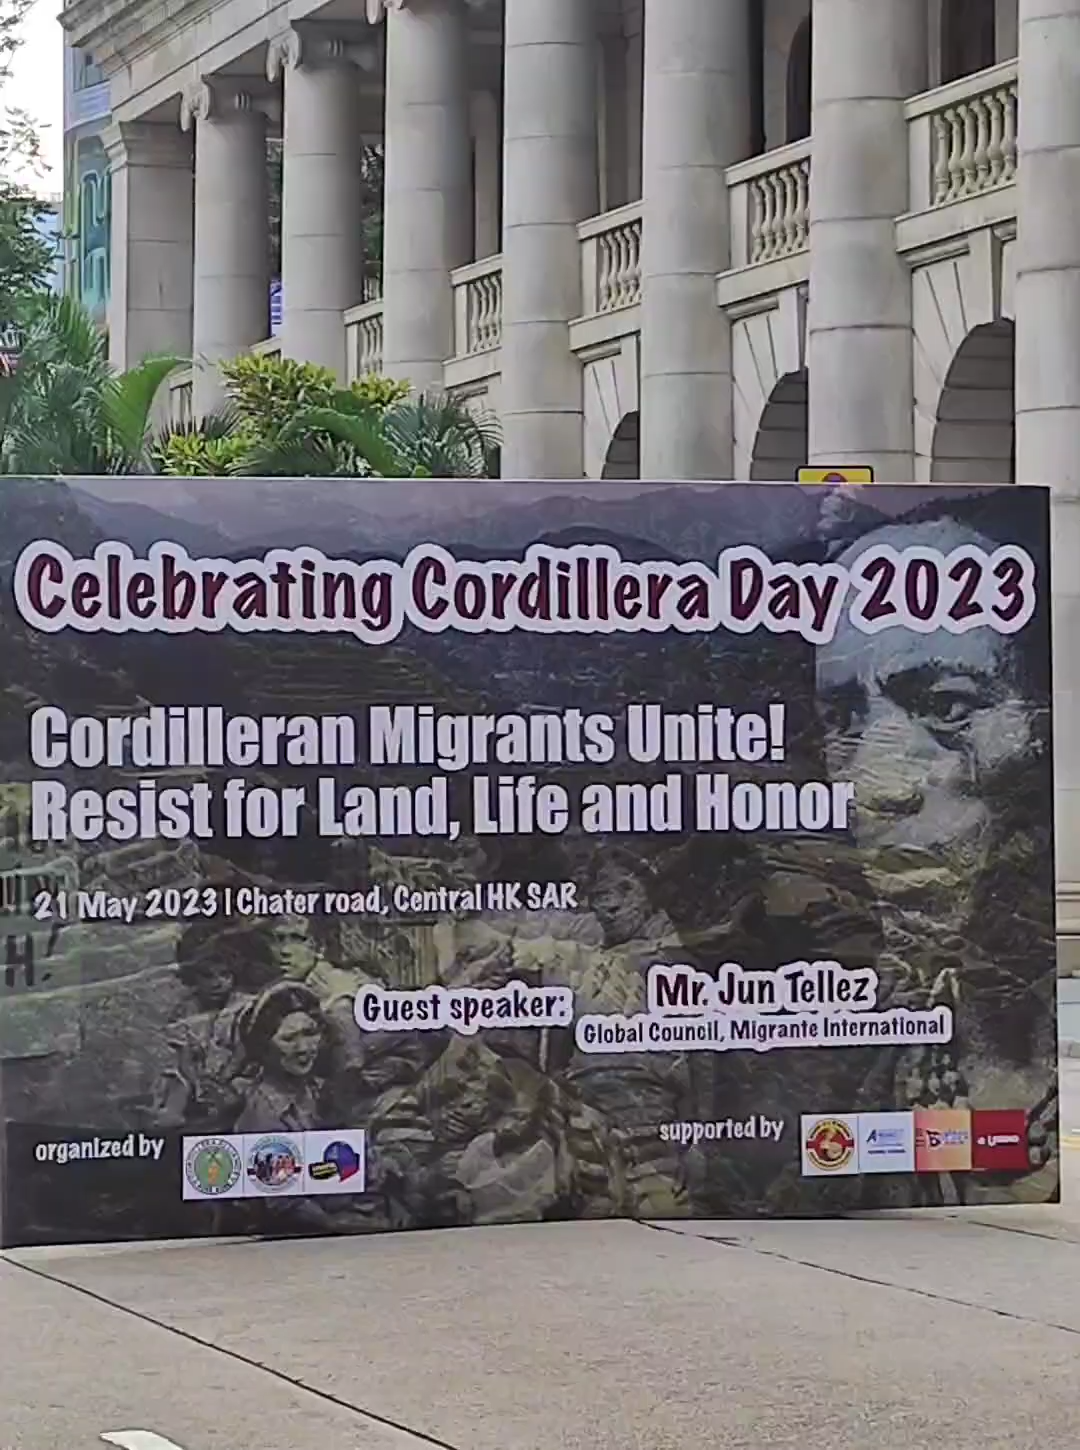 Celebrating Cordillera Day 2023
Cordilleran Migrants Unite!
Resist for Land, Life and Honor
21 May 2023 | Chater road, Central HK SAR
Guest speaker:
Mr. Jun Tellez
Global Council, Migrante International
organized by
supported by
H!